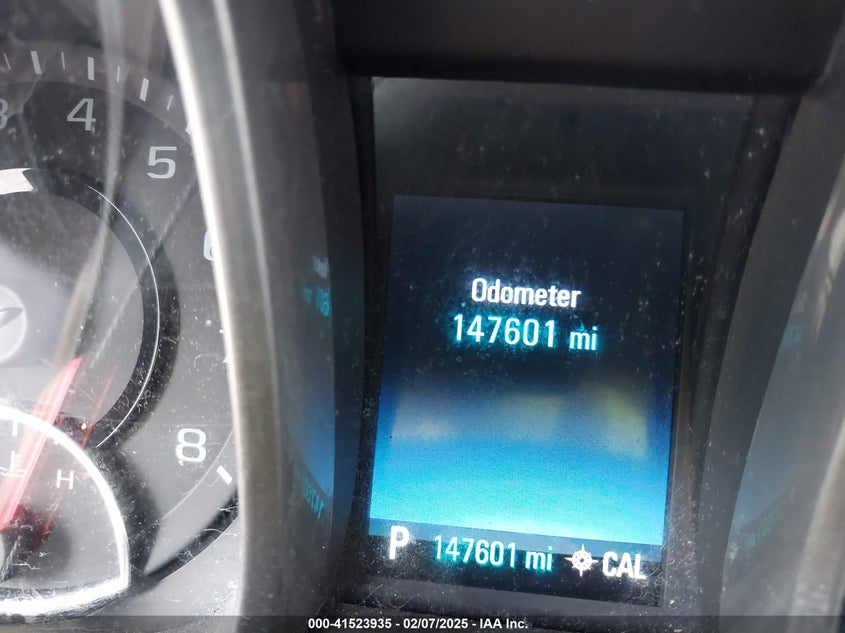 4
5
8
H
Odometer
147601 mi
P 147601 mi CAL
000-41523935 - 02/07/2025 - IAA Inc.